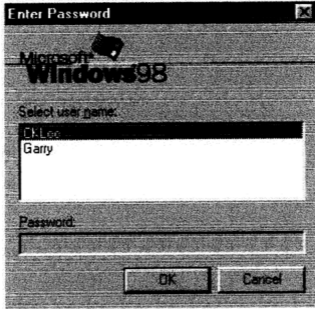 Enter Password
Microsoft
Windows98
Select user name:
CKLee
Garry
Password:
OK
Cancel